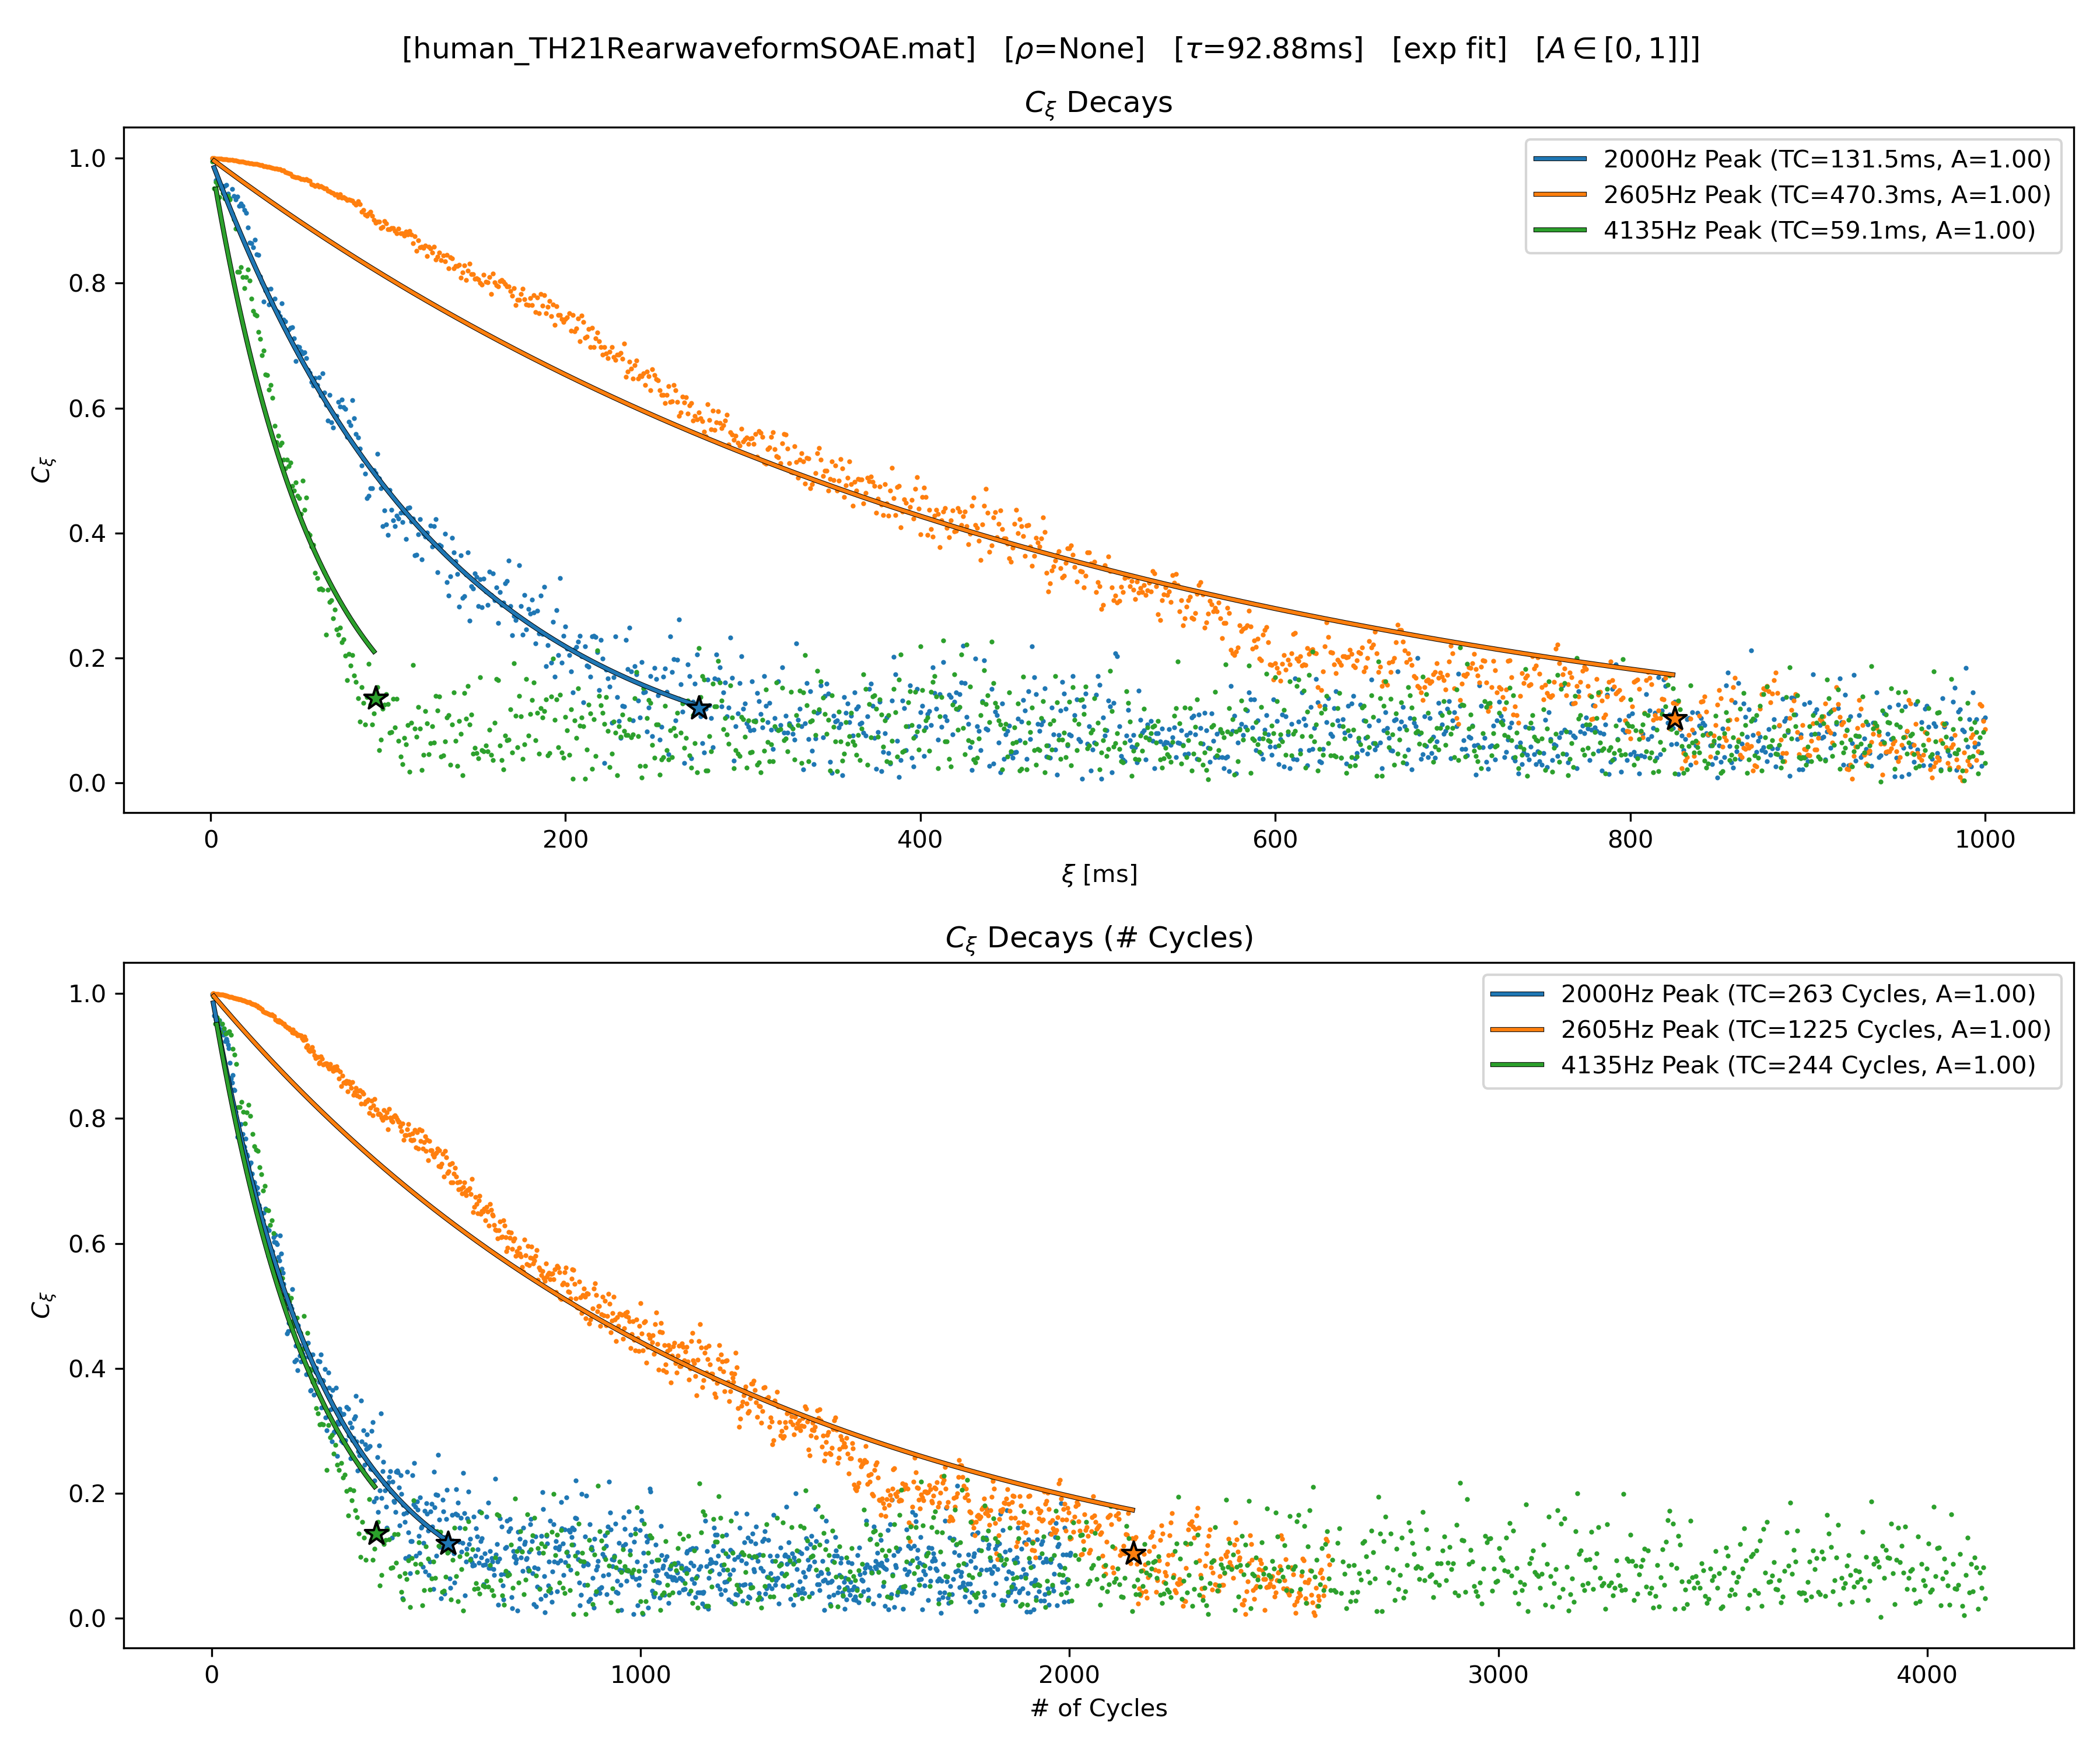 [human_TH21RearwaveformSOAE.mat] [ρ=None] [τ=92.88ms] [exp fit] [A ∈ [0, 1]]]
C_ξ Decays
1.0
0.8
0.6
0.4
0.2
0.0
C_ξ
2000Hz Peak (TC=131.5ms, A=1.00)
2605Hz Peak (TC=470.3ms, A=1.00)
4135Hz Peak (TC=59.1ms, A=1.00)
0 200 400 600 800 1000
ξ [ms]
C_ξ Decays (# Cycles)
1.0
0.8
0.6
0.4
0.2
0.0
C_ξ
2000Hz Peak (TC=263 Cycles, A=1.00)
2605Hz Peak (TC=1225 Cycles, A=1.00)
4135Hz Peak (TC=244 Cycles, A=1.00)
0 1000 2000 3000 4000
# of Cycles